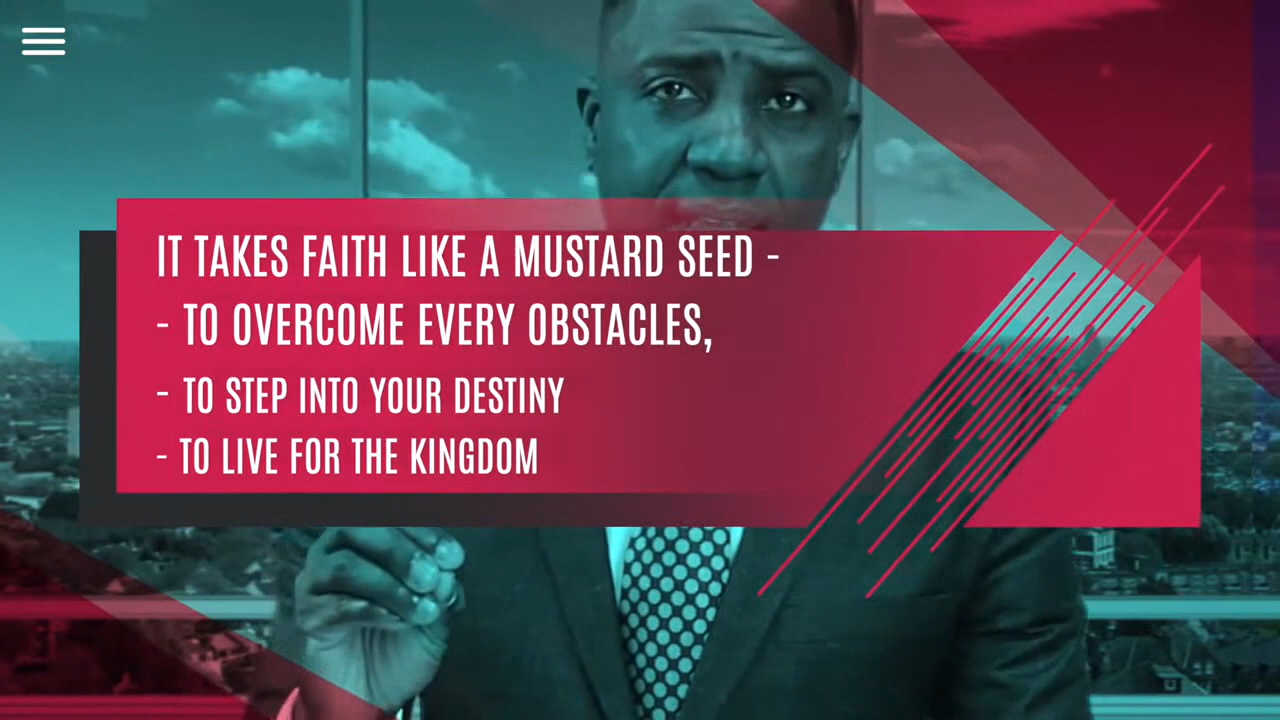 IT TAKES FAITH LIKE A MUSTARD SEED -
- TO OVERCOME EVERY OBSTACLES,
- TO STEP INTO YOUR DESTINY
- TO LIVE FOR THE KINGDOM